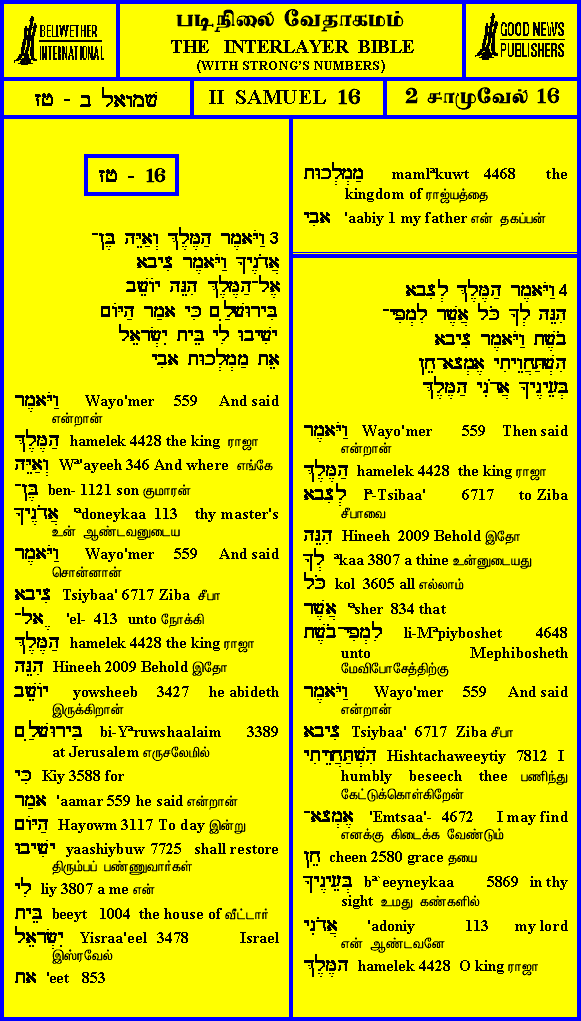 BELLWETHER
INTERNATIONAL
படிநிலை வேதாகமம்
THE INTERLAYER BIBLE
(WITH STRONG'S NUMBERS)
GOOD NEWS
PUBLISHERS
שמואל ב - טז
II SAMUEL 16
2 சாமுவேல் 16
טז - 16
3 וַיֹּאמֶר הַמֶּלֶךְ וְאַיֵּה בֶּן־
אֲדֹנֶיךָ וַיֹּאמֶר צִיבָא
אֶל־הַמֶּלֶךְ הִנֵּה יוֹשֵׁב
בִּירוּשָׁלַםִ כִּי אָמַר הַיּוֹם
יָשִׁיבוּ לִי בֵּית יִשְׂרָאֵל
אֵת מַמְלְכוּת אָבִי
וַיֹּאמֶר Wayo'mer 559 And said
என்றான்
הַמֶּלֶךְ hamelek 4428 the king ராஜா
וְאַיֵּה Wª'ayeeh 346 And where எங்கே
בֶּן־ ben- 1121 son குமாரன்
אֲדֹנֶיךָ ªdoneykaa 113 thy master's
உன் ஆண்டவனுடைய
וַיֹּאמֶר Wayo'mer 559 And said
சொன்னான்
צִיבָא Tsiybaa' 6717 Ziba சீபா
אֶל־ 'el- 413 unto நோக்கி
הַמֶּלֶךְ hamelek 4428 the king ராஜா
הִנֵּה Hineeh 2009 Behold இதோ
יוֹשֵׁב yowsheeb 3427 he abideth
இருக்கிறான்
בִּירוּשָׁלַםִ bi-Yªruwshaalaim 3389
at Jerusalem எருசலேமில்
כִּי Kiy 3588 for
אָמַר 'aamar 559 he said என்றான்
הַיּוֹם Hayowm 3117 To day இன்று
יָשִׁיבוּ yaashiybuw 7725 shall restore
திரும்பப் பண்ணுவார்கள்
לִי liy 3807 a me என்
בֵּית beeyt 1004 the house of வீட்டார்
יִשְׂרָאֵל Yisraa'eel 3478 Israel
இஸ்ரவேல்
אֵת 'eet 853
מַמְלְכוּת mamlªkuwt 4468 the
kingdom of ராஜ்யத்தை
אָבִי 'aabiy 1 my father என் தகப்பன்
4 וַיֹּאמֶר הַמֶּלֶךְ לְצִבָא
הִנֵּה לְךָ כֹּל אֲשֶׁר לִמְפִי־
בֹשֶׁת וַיֹּאמֶר צִיבָא
הִשְׁתַּחֲוֵיתִי אֶמְצָא־חֵן
בְּעֵינֶיךָ אֲדֹנִי הַמֶּלֶךְ
וַיֹּאמֶר Wayo'mer 559 Then said
என்றான்
הַמֶּלֶךְ hamelek 4428 the king ராஜா
לְצִבָא lª-Tsibaa' 6717 to Ziba
சீபாவை
הִנֵּה Hineeh 2009 Behold இதோ
לְךָ ªkaa 3807 a thine உன்னுடையது
כֹּל kol 3605 all எல்லாம்
אֲשֶׁר ªsher 834 that
לִמְפִי־בֹשֶׁת li-Mªpiyboshet 4648
unto Mephibosheth
மேவிபோசேத்திற்கு
וַיֹּאמֶר Wayo'mer 559 And said
என்றான்
צִיבָא Tsiybaa' 6717 Ziba சீபா
הִשְׁתַּחֲוֵיתִי Hishtachaweeytiy 7812 I
humbly beseech thee பணிந்து
கேட்டுக்கொள்கிறேன்
אֶמְצָא־ 'Emtsaa'- 4672 I may find
எனக்கு கிடைக்க வேண்டும்
חֵן cheen 2580 grace தயை
בְּעֵינֶיךָ bª`eeyneykaa 5869 in thy
sight உமது கண்களில்
אֲדֹנִי 'adoniy 113 my lord
என் ஆண்டவனே
הַמֶּלֶךְ hamelek 4428 O king ராஜா